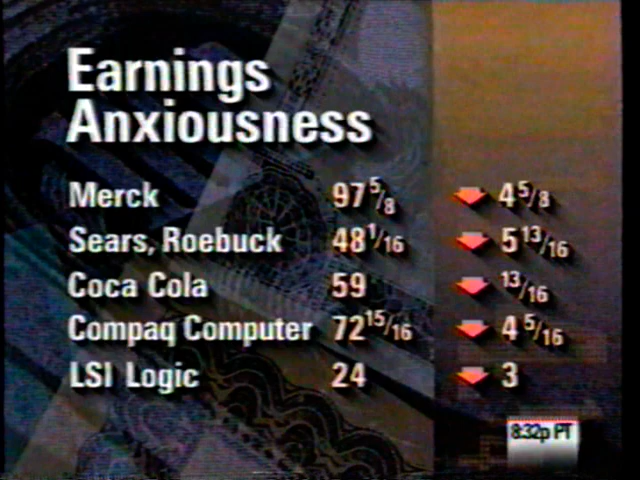 Earnings
Anxiousness
Merck 97 5/8 4 5/8
Sears, Roebuck 48 1/16 5 13/16
Coca Cola 59 13/16
Compaq Computer 72 15/16 4 5/16
LSI Logic 24 3
8:32p PT